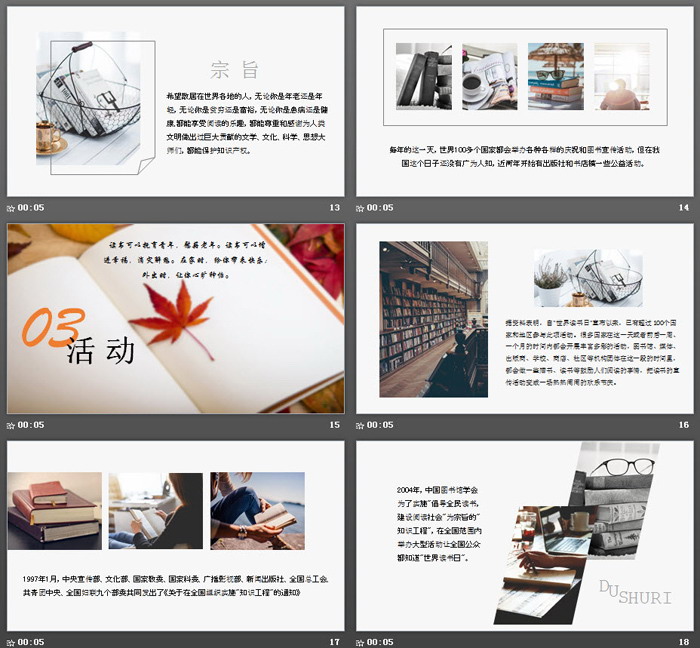 宗旨
希望散居在世界各地的人，无论你是年老还是年
轻，无论你是贫穷还是富裕，无论你是患病还是健
康，都能享受阅读的乐趣，都能尊重和感谢为人类
文明做出过巨大贡献的文学、文化、科学、思想大
师们，都能保护知识产权。
00:05
13
每年的这一天，世界100多个国家都会举办各种各样的庆祝和图书宣传活动，但在我
国这个日子还没有广为人知，近两年开始有出版社和书店搞一些公益活动。
00:05
14
读书可以抚育青年，慰藉老年。读书可以增
进幸福，消灾解愁。在家时，给你带来快乐；
外出时，让你心旷神怡。
03
活动
00:05
15
据资料表明，自“世界读书日”宣布以来，已有超过100个国
家和地区参与此项活动。很多国家在这一天或者前后一周、
一个月的时间内都会开展丰富多彩的活动，图书馆、媒体、
出版商、学校、商店、社区等机构团体在这一段时间里，
都会做一些赠书、读书等鼓励人们阅读的事情，把读书的宣
传活动变成一场热热闹闹的欢乐节庆。
00:05
16
1997年1月，中央宣传部、文化部、国家教委、国家科委、广播影视部、新闻出版社、全国总工会、
共青团中央、全国妇联九个部委共同发出了《关于在全国组织实施“知识工程”的通知》
00:05
17
2004年，中国图书馆学会
为了实施“倡导全民读书，
建设阅读社会”为宗旨的“
知识工程”，在全国范围内
举办大型活动让全国公众
都知道“世界读书日”。
DUSHURI
00:05
18